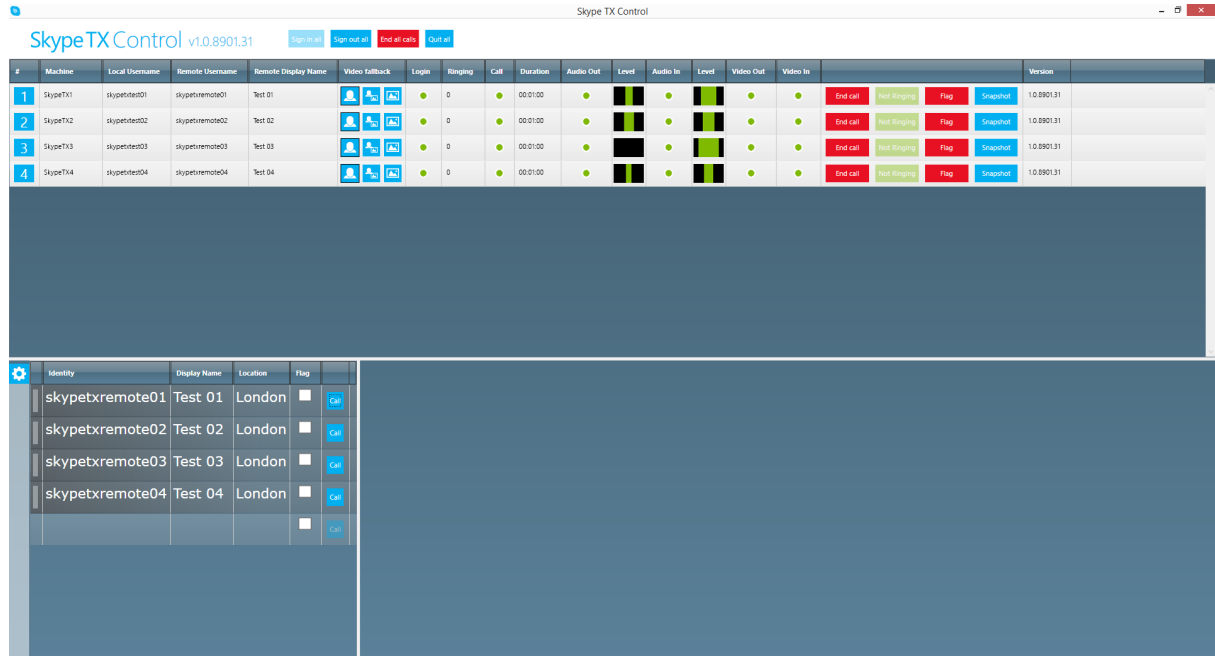 Skype TX Control
Skype TX Control v1.0.8901.31 Sign in all Sign out all End all calls Quit all
# Machine Local Username Remote Username Remote Display Name Video fallback Login Ringing Call Duration Audio Out Level Audio In Level Video Out Video In Version
1 SkypeTX1 skypetxtest01 skypetxremote01 Test 01 0 00:01:00 End call Not Ringing Flag Snapshot 1.0.8901.31
2 SkypeTX2 skypetxtest02 skypetxremote02 Test 02 0 00:01:00 End call Not Ringing Flag Snapshot 1.0.8901.31
3 SkypeTX3 skypetxtest03 skypetxremote03 Test 03 0 00:01:00 End call Not Ringing Flag Snapshot 1.0.8901.31
4 SkypeTX4 skypetxtest04 skypetxremote04 Test 04 0 00:01:00 End call Not Ringing Flag Snapshot 1.0.8901.31
Identity Display Name Location Flag
skypetxremote01 Test 01 London Call
skypetxremote02 Test 02 London Call
skypetxremote03 Test 03 London Call
skypetxremote04 Test 04 London Call
Call